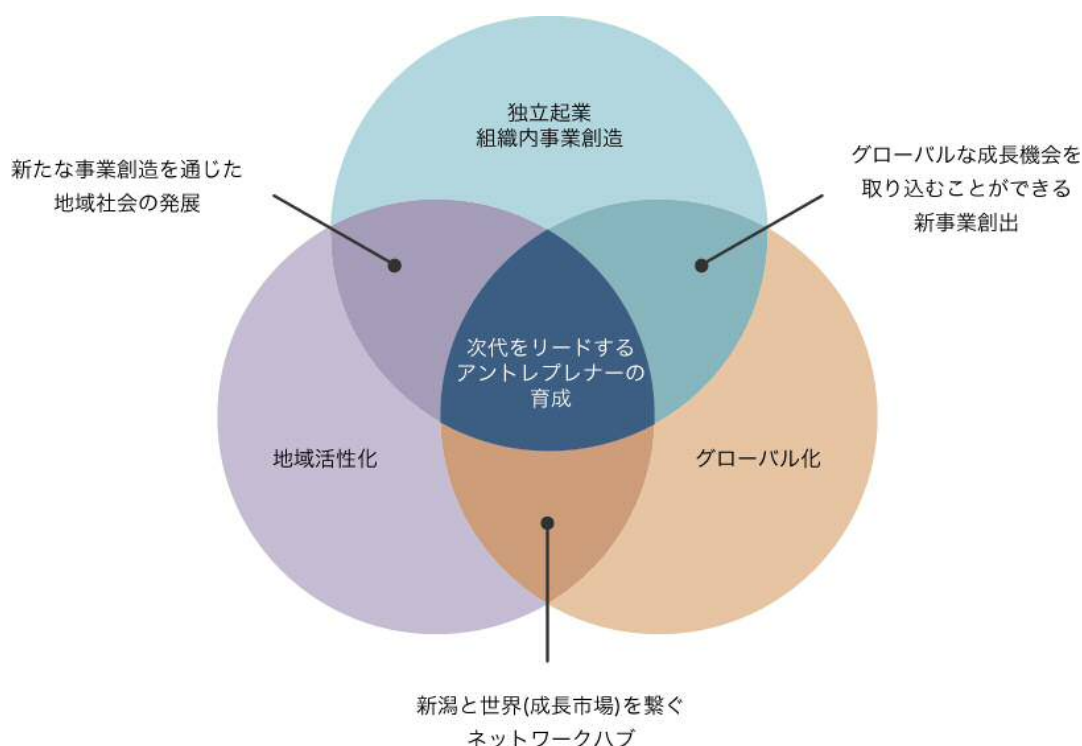 独立起業
組織内事業創造
新たな事業創造を通じた
地域社会の発展
グローバルな成長機会を
取り込むことができる
新事業創出
次代をリードする
アントレプレナーの
育成
地域活性化
グローバル化
新潟と世界(成長市場)を繋ぐ
ネットワークハブ